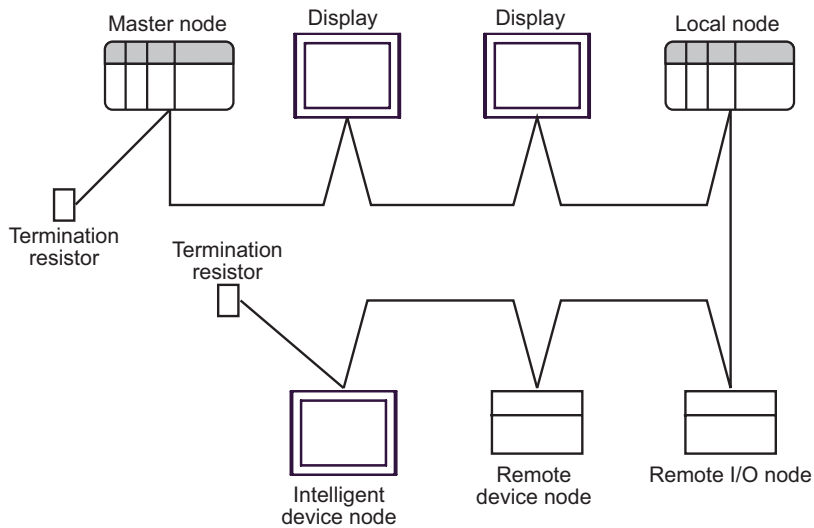 Master node
Display
Display
Local node
Termination
resistor
Termination
resistor
Intelligent
device node
Remote
device node
Remote I/O node